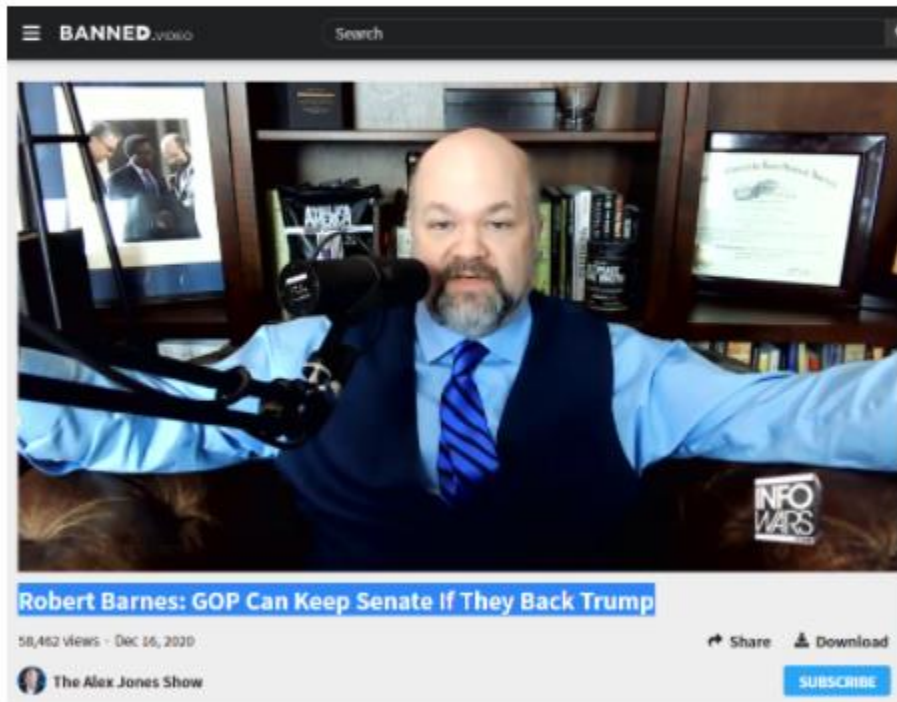 BANNED.VIDEO
Search
INFO
WARS
Robert Barnes: GOP Can Keep Senate If They Back Trump
58,462 views · Dec 16, 2020
Share
Download
The Alex Jones Show
SUBSCRIBE